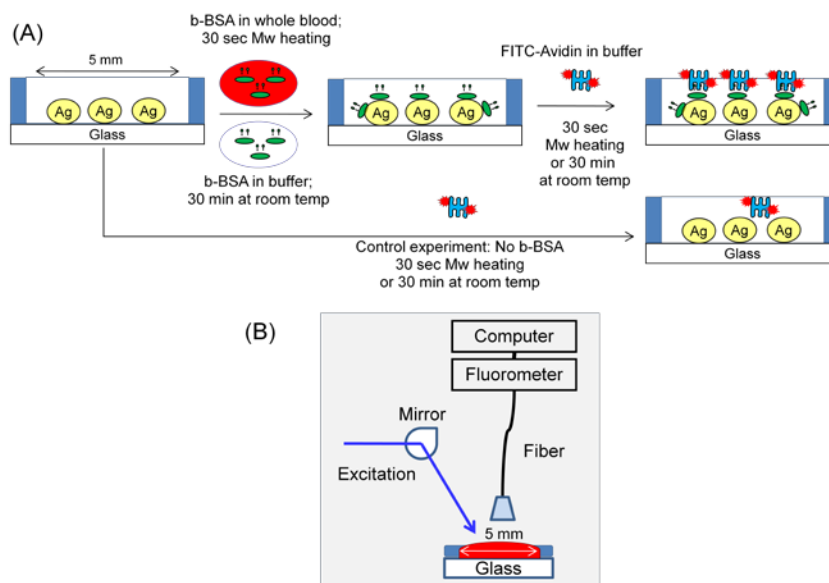 (A)
b-BSA in whole blood;
30 sec Mw heating
5 mm
Ag Ag Ag
Glass
b-BSA in buffer;
30 min at room temp
Ag Ag Ag
Glass
FITC-Avidin in buffer
30 sec
Mw heating
or 30 min
at room temp
Ag Ag Ag
Glass
Control experiment: No b-BSA
30 sec Mw heating
or 30 min at room temp
Ag Ag Ag
Glass
(B)
Computer
Fluorometer
Mirror
Fiber
Excitation
5 mm
Glass